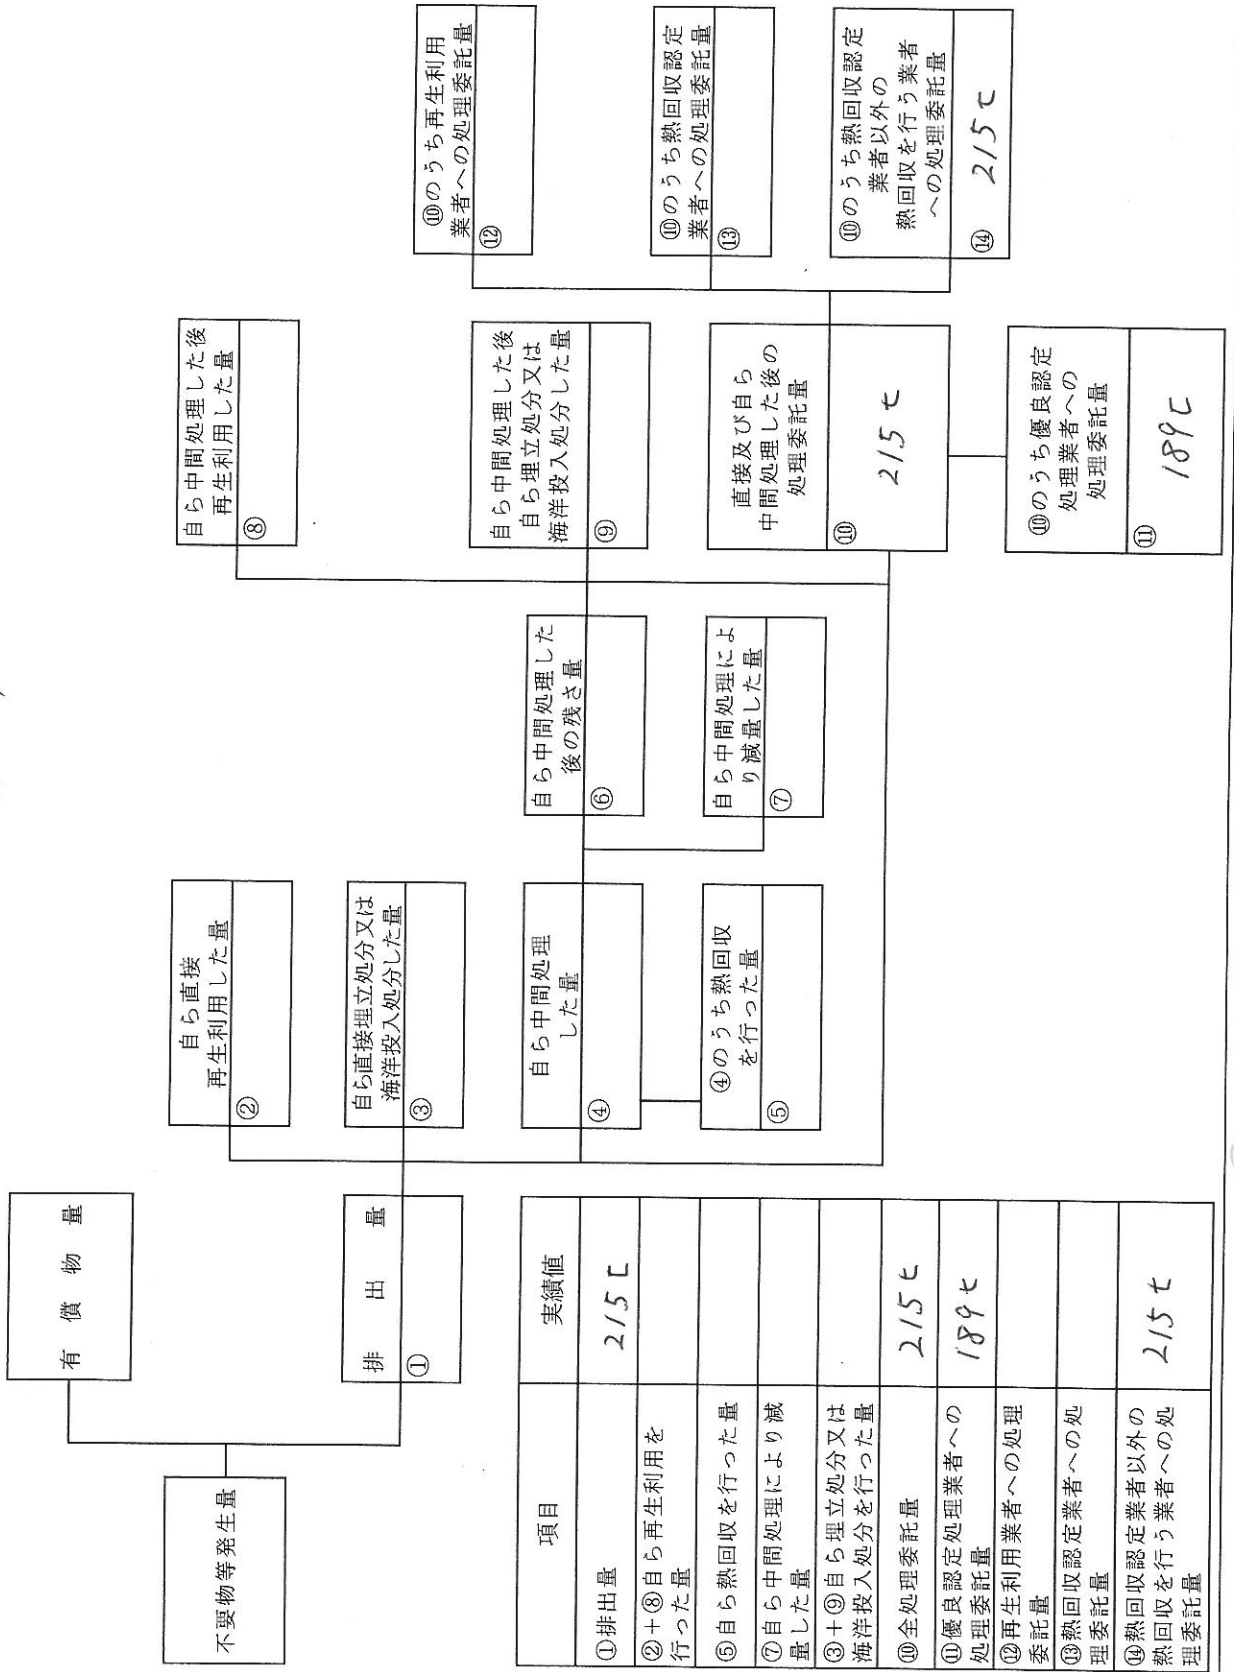 不要物等発生量
有償物量
排出量
①
自ら直接
再生利用した量
②
自ら直接埋立処分又は
海洋投入処分した量
③
自ら中間処理
した量
④
④のうち熱回収
を行った量
⑤
自ら中間処理した
後の残さ量
⑥
自ら中間処理によ
り減量した量
⑦
自ら中間処理した後
再生利用した量
⑧
自ら中間処理した後
自ら埋立処分又は
海洋投入処分した量
⑨
直接及び自ら
中間処理した後の
処理委託量
⑩
215t
⑩のうち優良認定
処理業者への
処理委託量
⑪
189t
⑩のうち再生利用
業者への処理委託量
⑫
⑩のうち熱回収認定
業者への処理委託量
⑬
⑩のうち熱回収認定
業者以外の
熱回収を行う業者
への処理委託量
⑭ 215t
項目 実績値
①排出量 215t
②+⑧自ら再生利用を
行った量
⑤自ら熱回収を行った量
⑦自ら中間処理により減
量した量
③+⑨自ら埋立処分又は
海洋投入処分を行った量
⑩全処理委託量 215t
⑪優良認定処理業者への
処理委託量 189t
⑫再生利用業者への処理
委託量
⑬熱回収認定業者への処
理委託量
⑭熱回収認定業者以外の
熱回収を行う業者への処
理委託量 215t